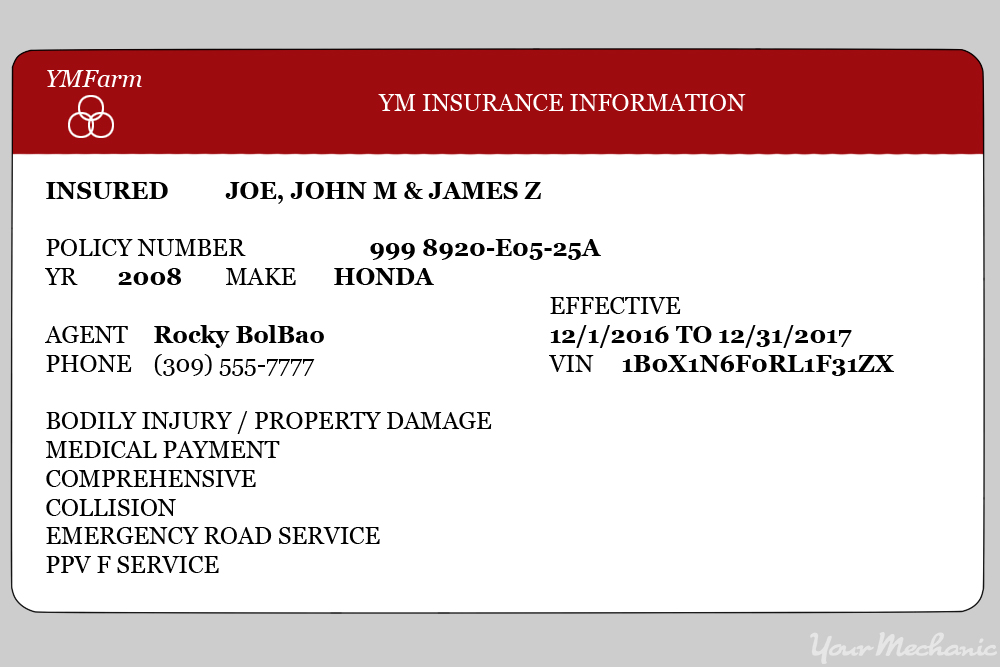 YMFarm
YM INSURANCE INFORMATION
INSURED JOE, JOHN M & JAMES Z
POLICY NUMBER 999 8920-E05-25A
YR 2008 MAKE HONDA
EFFECTIVE
AGENT Rocky BolBao 12/1/2016 TO 12/31/2017
PHONE (309) 555-7777 VIN 1B0X1N6F0RL1F31ZX
BODILY INJURY / PROPERTY DAMAGE
MEDICAL PAYMENT
COMPREHENSIVE
COLLISION
EMERGENCY ROAD SERVICE
PPV F SERVICE
YourMechanic